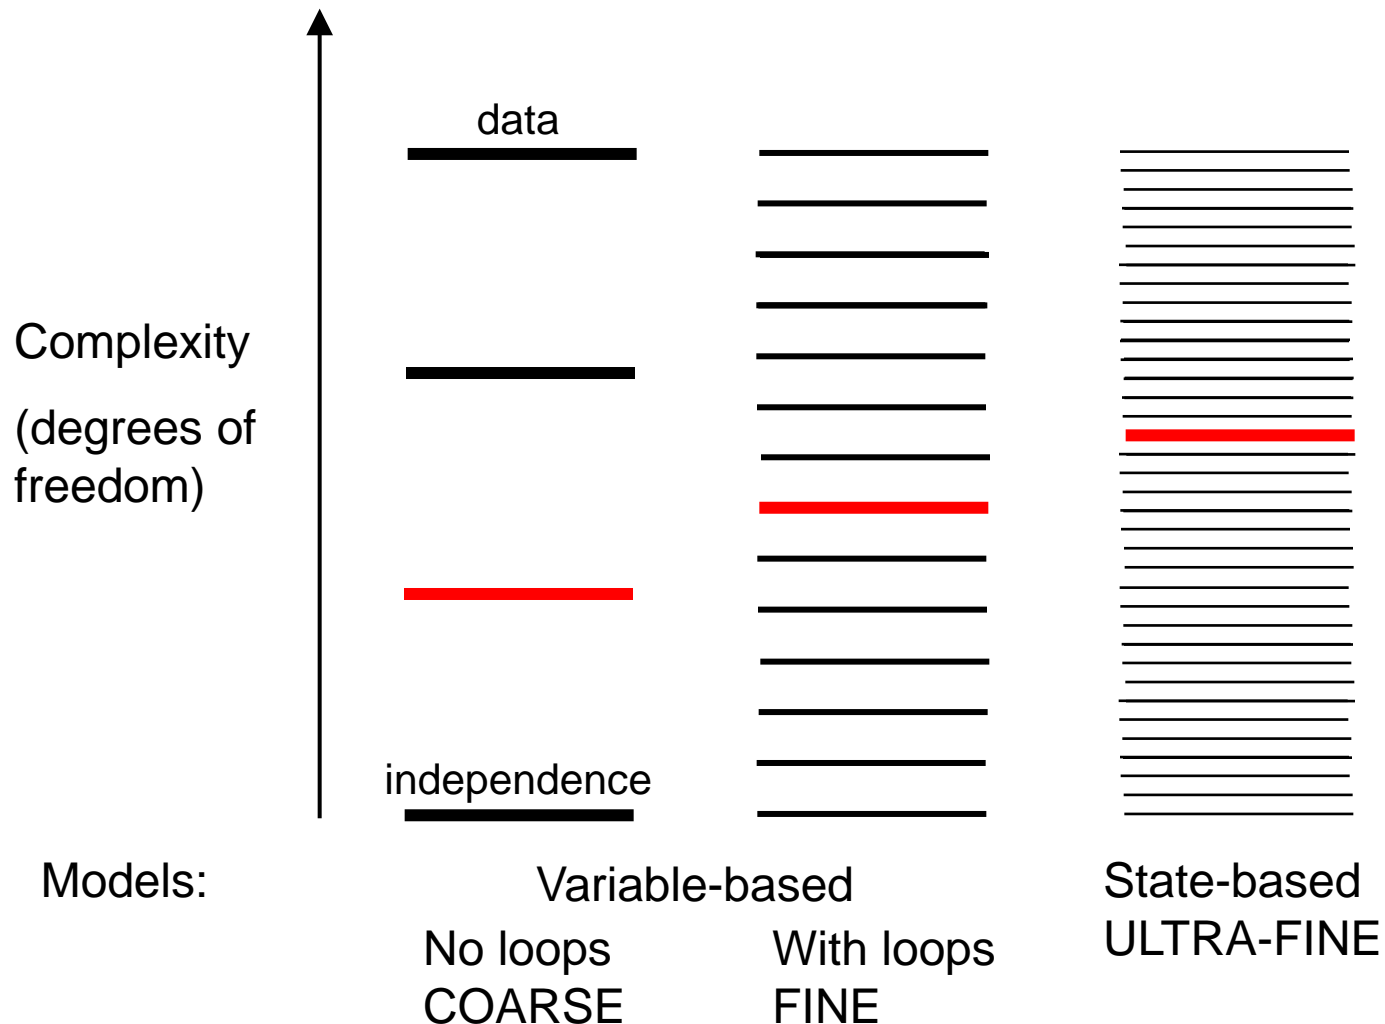 data
Complexity
(degrees of
freedom)
independence
Models:
Variable-based
State-based
ULTRA-FINE
No loops
COARSE
With loops
FINE